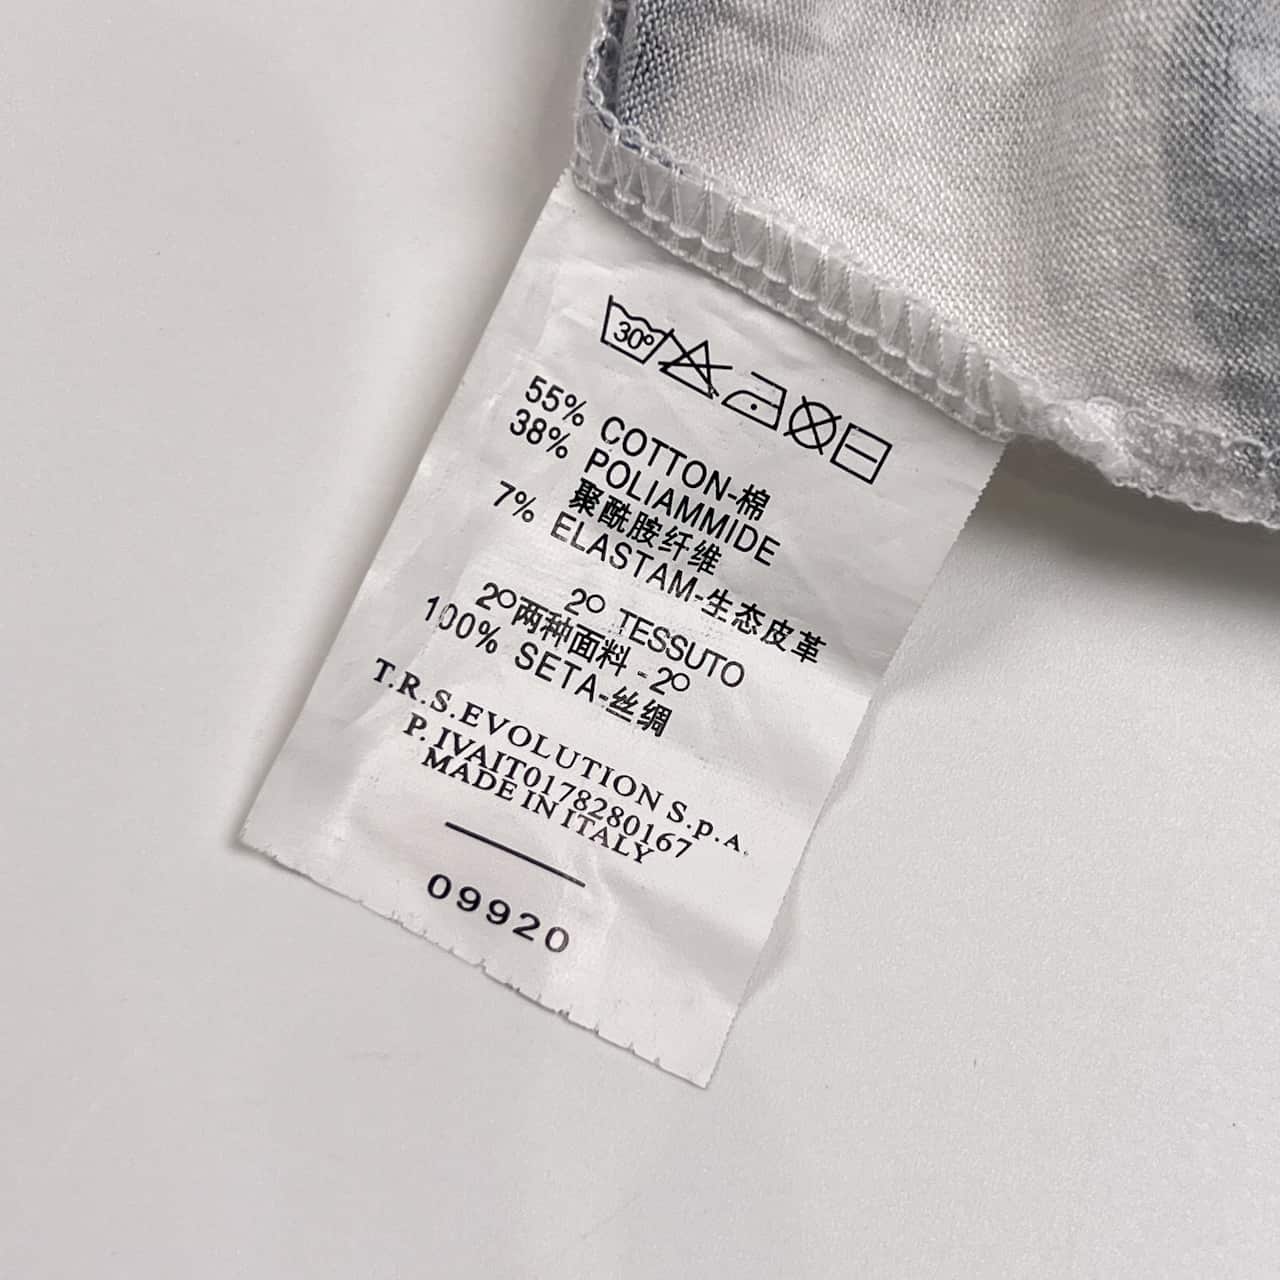 30°
55% COTTON-棉
38% POLIAMMIDE
聚酰胺纤维
7% ELASTAM-生态皮革
2° TESSUTO
2°两种面料 - 2°
100% SETA-丝绸
T.R.S.EVOLUTION S.p.A.
P. IVAIT0178280167
MADE IN ITALY
09920